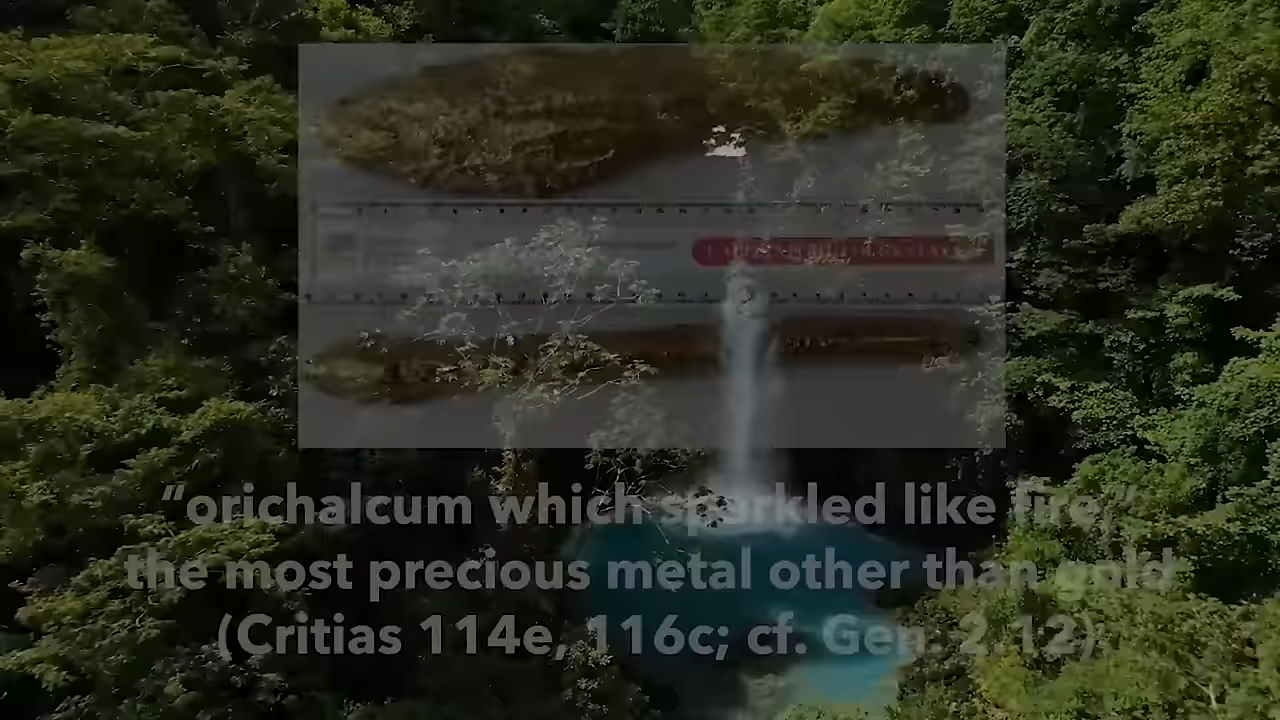 “orichalcum which sparkled like fire,”
the most precious metal other than gold
(Critias 114e, 116c; cf. Gen. 2.12)